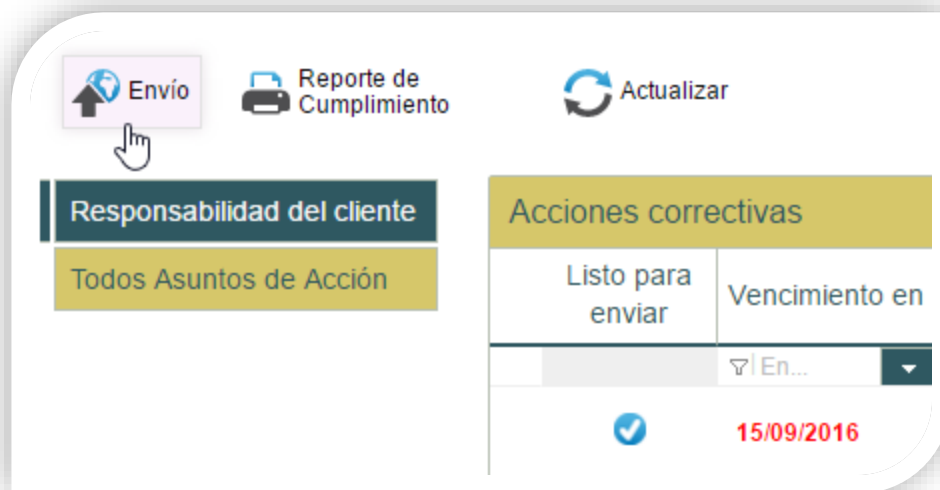 Envío
Reporte de
Cumplimiento
Actualizar
Responsabilidad del cliente
Todos Asuntos de Acción
Acciones correctivas
Listo para
enviar
Vencimiento en
En...
15/09/2016